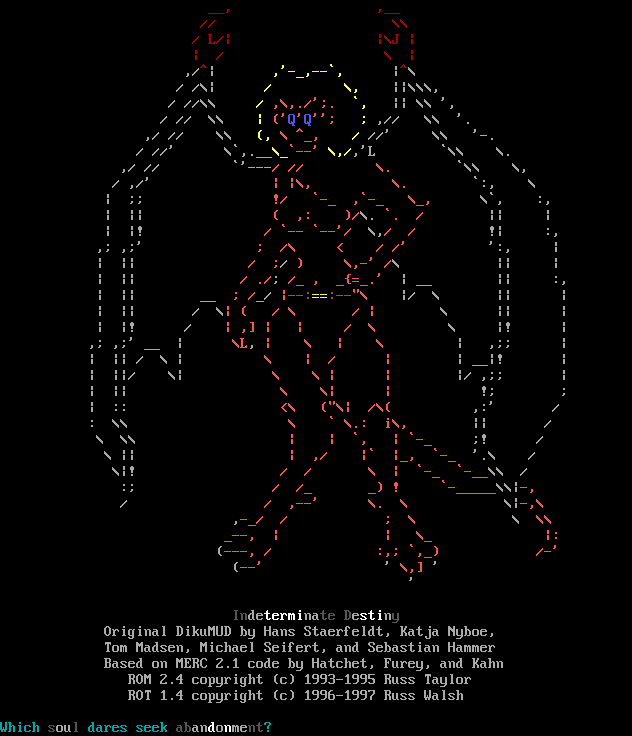 Indeterminate Destiny
Original DikuMUD by Hans Staerfeldt, Katja Nyboe,
Tom Madsen, Michael Seifert, and Sebastian Hammer
Based on MERC 2.1 code by Hatchet, Furey, and Kahn
ROM 2.4 copyright (c) 1993-1995 Russ Taylor
ROT 1.4 copyright (c) 1996-1997 Russ Walsh
Which soul dares seek abandonment?